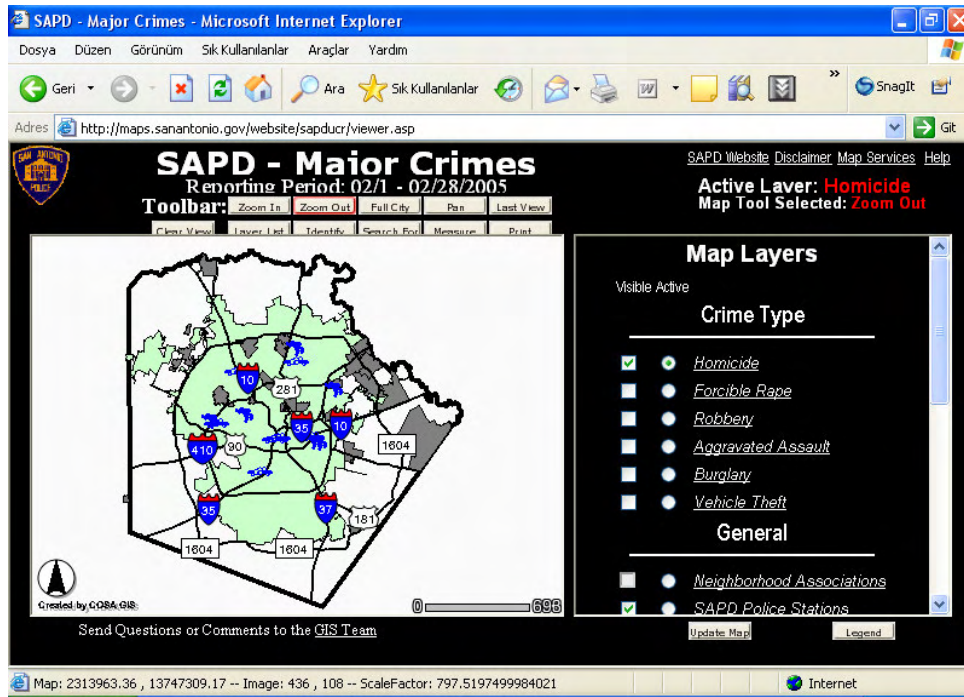 SAPD - Major Crimes - Microsoft Internet Explorer
Dosya Düzen Görünüm Sık Kullanılanlar Araçlar Yardım
Geri Ara Sık Kullanılanlar W » SnagIt
Adres http://maps.sanantonio.gov/website/sapducr/viewer.asp Git
SAN ANTONIO
POLICE
SAPD - Major Crimes
Reporting Period: 02/1 - 02/28/2005
SAPD Website Disclaimer Map Services Help
Active Layer: Homicide
Map Tool Selected: Zoom Out
Toolbar: Zoom In Zoom Out Full City Pan Last View
Clear View Layer List Identify Search For Measure Print
10
281
35
10
410
90
1604
35
37
181
1604
1604
Created by COSA GIS
0 693
Map Layers
Visible Active
Crime Type
Homicide
Forcible Rape
Robbery
Aggravated Assault
Burglary
Vehicle Theft
General
Neighborhood Associations
SAPD Police Stations
Send Questions or Comments to the GIS Team
Update Map Legend
Map: 2313963.36 , 13747309.17 -- Image: 436 , 108 -- ScaleFactor: 797.5197499984021 Internet